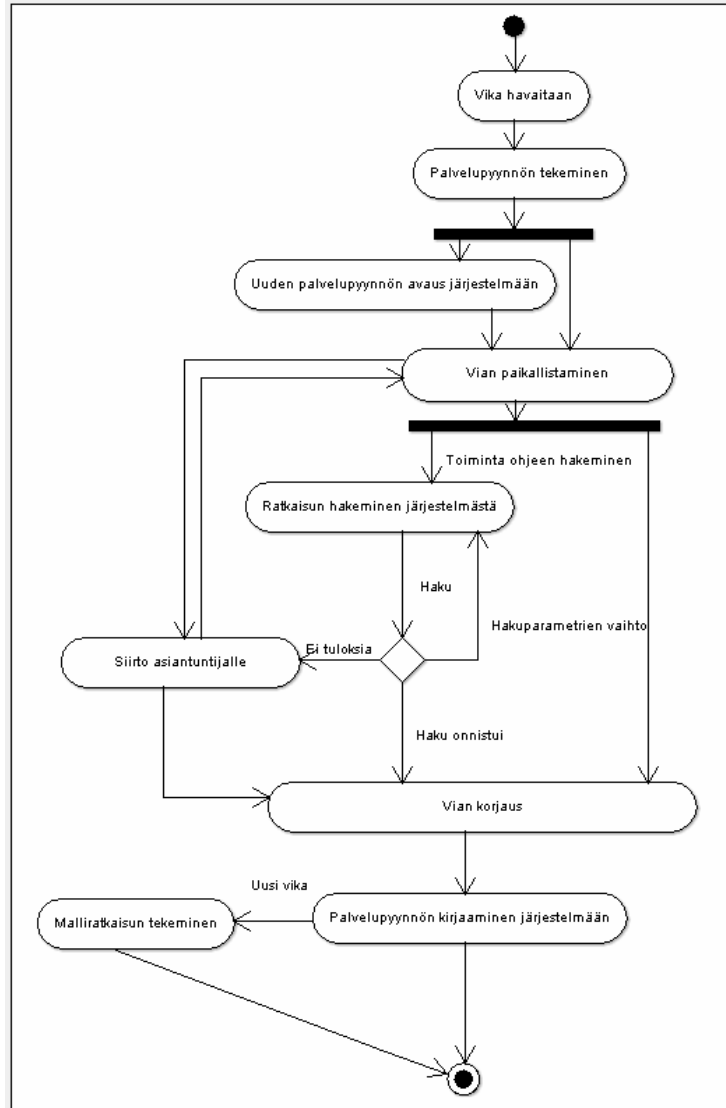 Vika havaitaan
Palvelupyynnön tekeminen
Uuden palvelupyynnön avaus järjestelmään
Vian paikallistaminen
Toiminta ohjeen hakeminen
Ratkaisun hakeminen järjestelmästä
Haku
Hakuparametrien vaihto
Ei tuloksia
Siirto asiantuntijalle
Haku onnistui
Vian korjaus
Uusi vika
Palvelupyynnön kirjaaminen järjestelmään
Malliratkaisun tekeminen